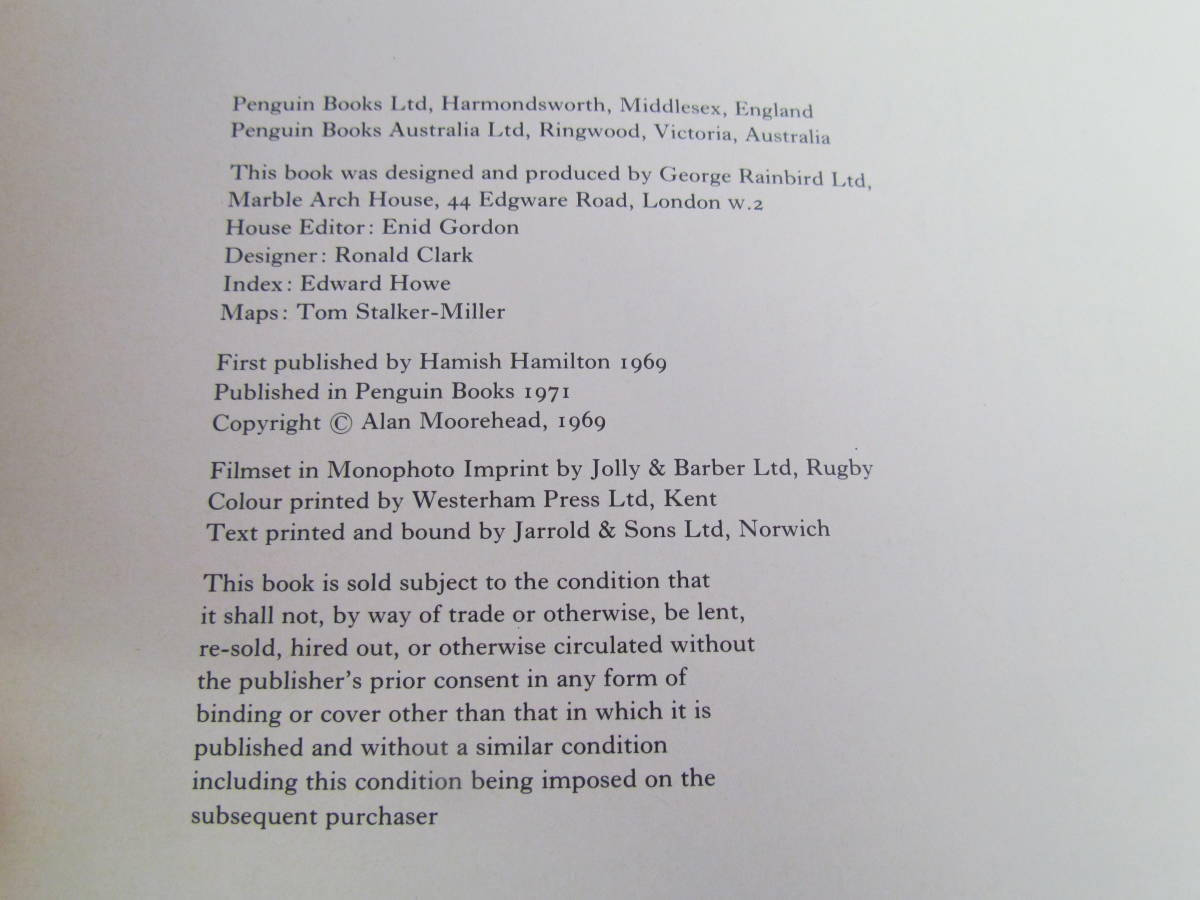 Penguin Books Ltd, Harmondsworth, Middlesex, England
Penguin Books Australia Ltd, Ringwood, Victoria, Australia
This book was designed and produced by George Rainbird Ltd,
Marble Arch House, 44 Edgware Road, London W.2
House Editor: Enid Gordon
Designer: Ronald Clark
Index: Edward Howe
Maps: Tom Stalker-Miller
First published by Hamish Hamilton 1969
Published in Penguin Books 1971
Copyright © Alan Moorehead, 1969
Filmset in Monophoto Imprint by Jolly & Barber Ltd, Rugby
Colour printed by Westerham Press Ltd, Kent
Text printed and bound by Jarrold & Sons Ltd, Norwich
This book is sold subject to the condition that
it shall not, by way of trade or otherwise, be lent,
re-sold, hired out, or otherwise circulated without
the publisher's prior consent in any form of
binding or cover other than that in which it is
published and without a similar condition
including this condition being imposed on the
subsequent purchaser